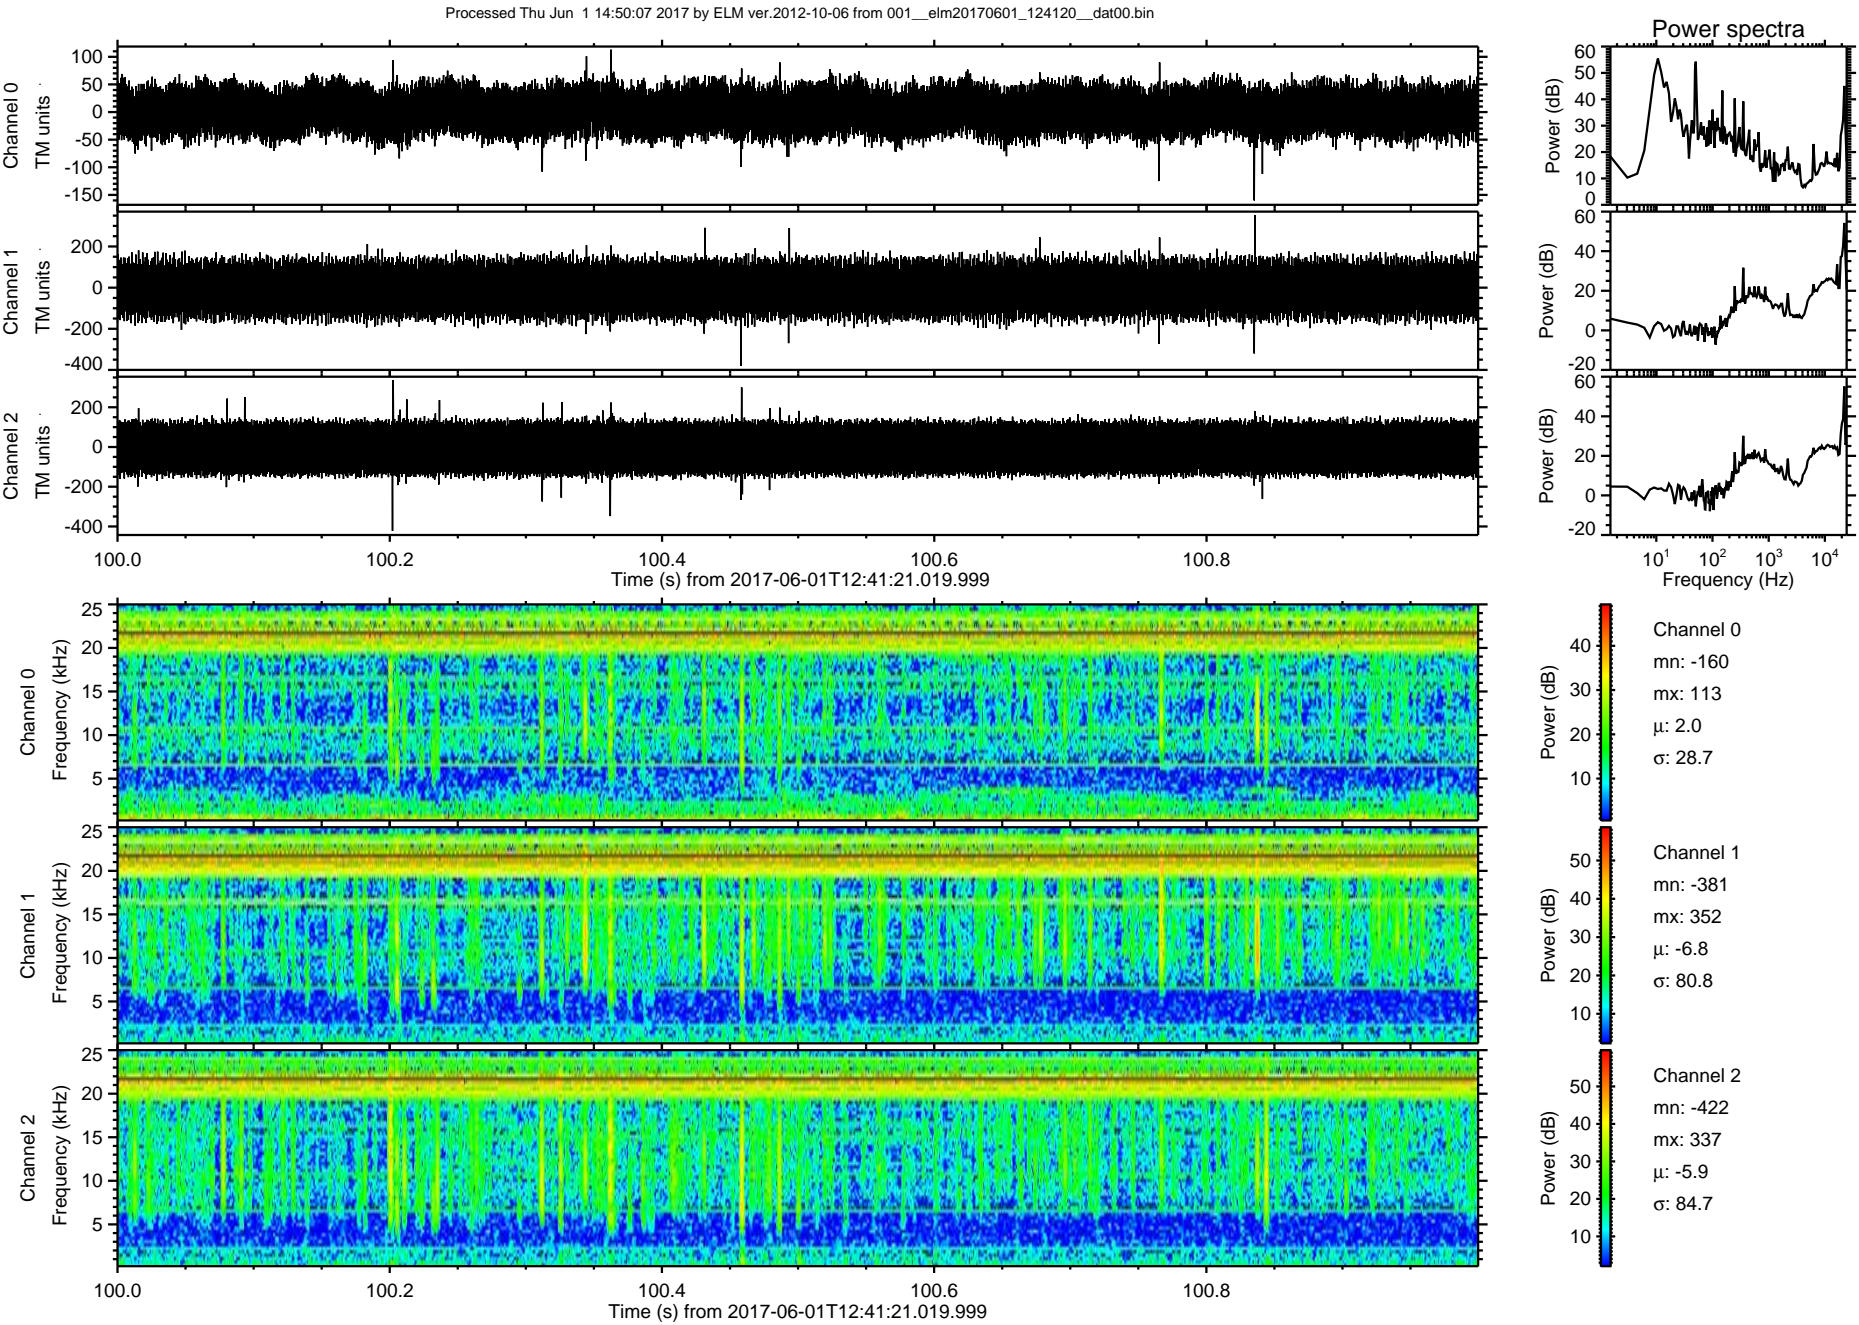 Processed Thu Jun  1 14:50:07 2017 by ELM ver.2012-10-06 from 001__elm20170601_124120__dat00.bin
Power spectra
Channel 0
TM units
100
50
0
-50
-100
-150
Power (dB)
60
50
40
30
20
10
0
Channel 1
TM units
200
0
-200
-400
Power (dB)
60
40
20
0
-20
Channel 2
TM units
200
0
-200
-400
Power (dB)
60
40
20
0
-20
100.0 100.2 100.4 100.6 100.8
Time (s) from 2017-06-01T12:41:21.019.999
10^1 10^2 10^3 10^4
Frequency (Hz)
Channel 0
Frequency (kHz)
25
20
15
10
5
Power (dB)
40
30
20
10
Channel 0
mn: -160
mx: 113
μ: 2.0
σ: 28.7
Channel 1
Frequency (kHz)
25
20
15
10
5
Power (dB)
50
40
30
20
10
Channel 1
mn: -381
mx: 352
μ: -6.8
σ: 80.8
Channel 2
Frequency (kHz)
25
20
15
10
5
Power (dB)
50
40
30
20
10
Channel 2
mn: -422
mx: 337
μ: -5.9
σ: 84.7
100.0 100.2 100.4 100.6 100.8
Time (s) from 2017-06-01T12:41:21.019.999